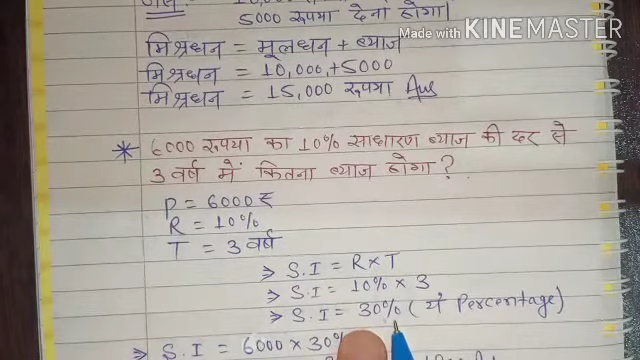 5000 रूपया देना होगा।
Made with KINEMASTER
मिश्रधन = मूलधन + ब्याज
मिश्रधन = 10,000,+5000
मिश्रधन = 15,000 रूपया Ans
* 6000 रूपया का 10% साधारण ब्याज की दर से
3 वर्ष में कितना ब्याज होगा?
P = 6000 ₹
R = 10%
T = 3 वर्ष
⇒ S.I = R×T
⇒ S.I = 10% × 3
⇒ S.I = 30% (यें Percentage)
⇒ S.I = 6000 × 30%